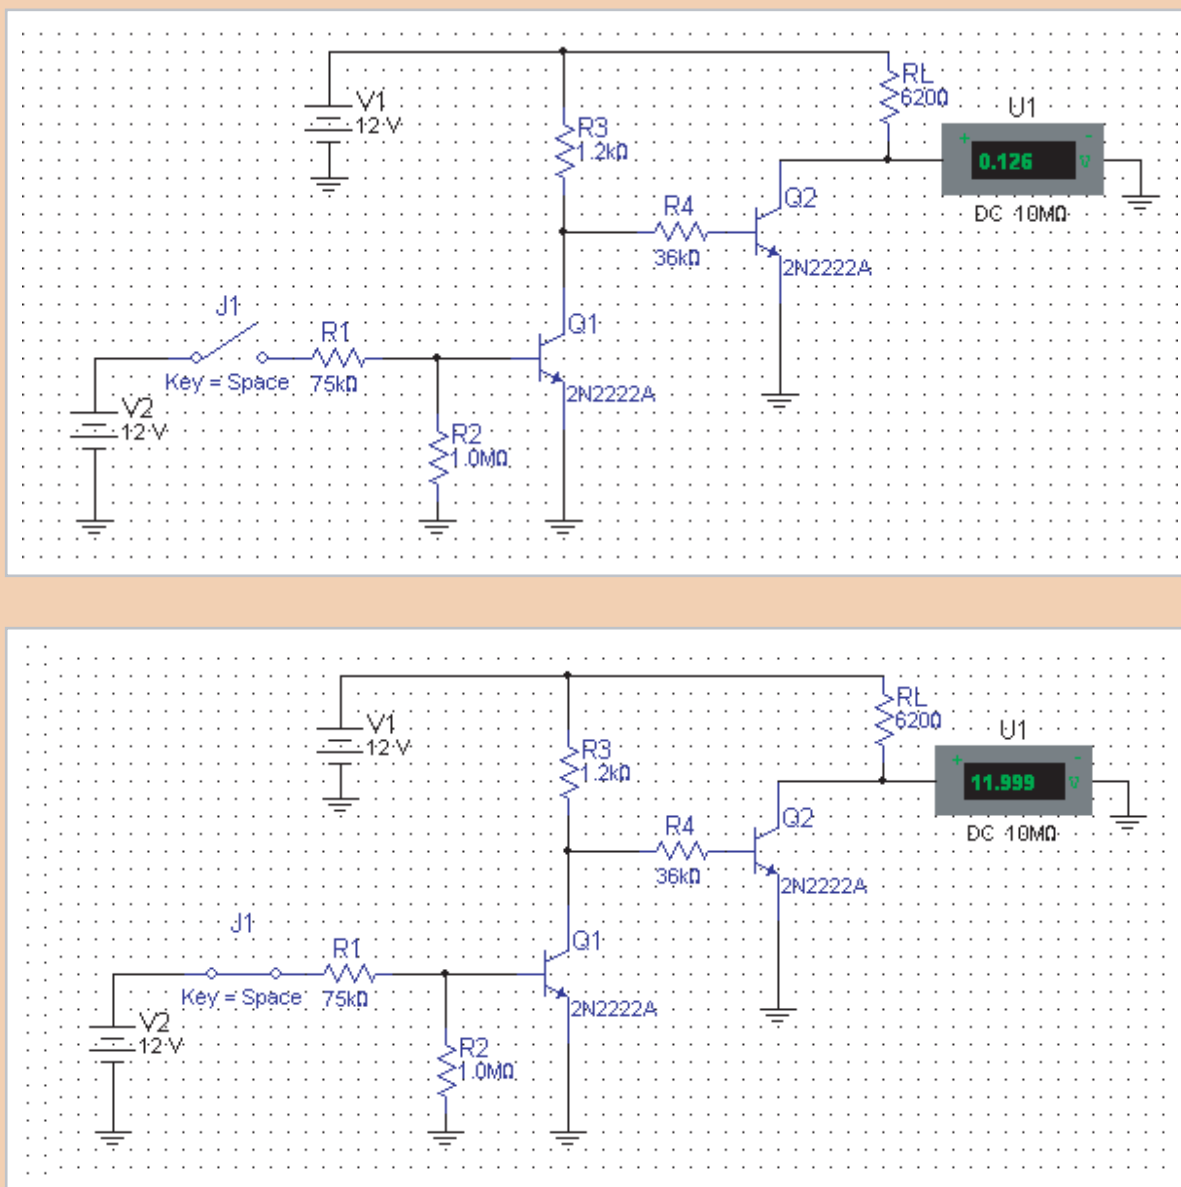 V1
12 V
R3
1.2kΩ
RL
620Ω
U1
+
-
0.126
V
DC 10MΩ
R4
36kΩ
Q2
2N2222A
J1
Key = Space
R1
75kΩ
Q1
2N2222A
V2
12 V
R2
1.0MΩ
V1
12 V
R3
1.2kΩ
RL
620Ω
U1
+
-
11.999
V
DC 10MΩ
R4
36kΩ
Q2
2N2222A
J1
Key = Space
R1
75kΩ
Q1
2N2222A
V2
12 V
R2
1.0MΩ